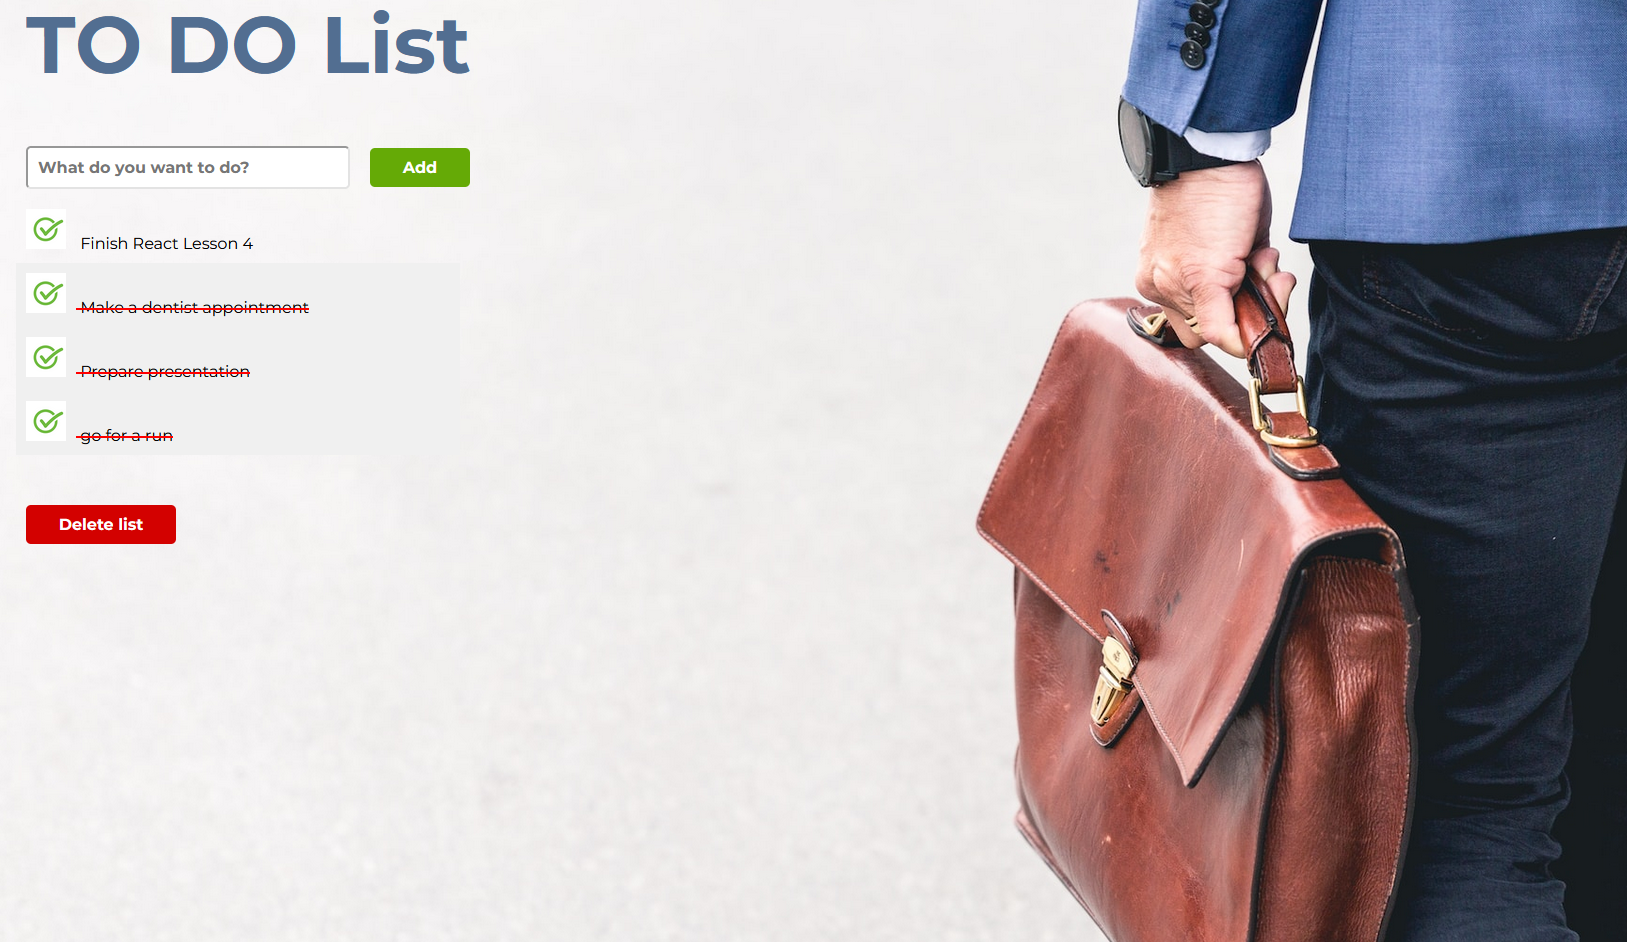 TO DO List
What do you want to do?
Add
Finish React Lesson 4
Make a dentist appointment
Prepare presentation
go for a run
Delete list